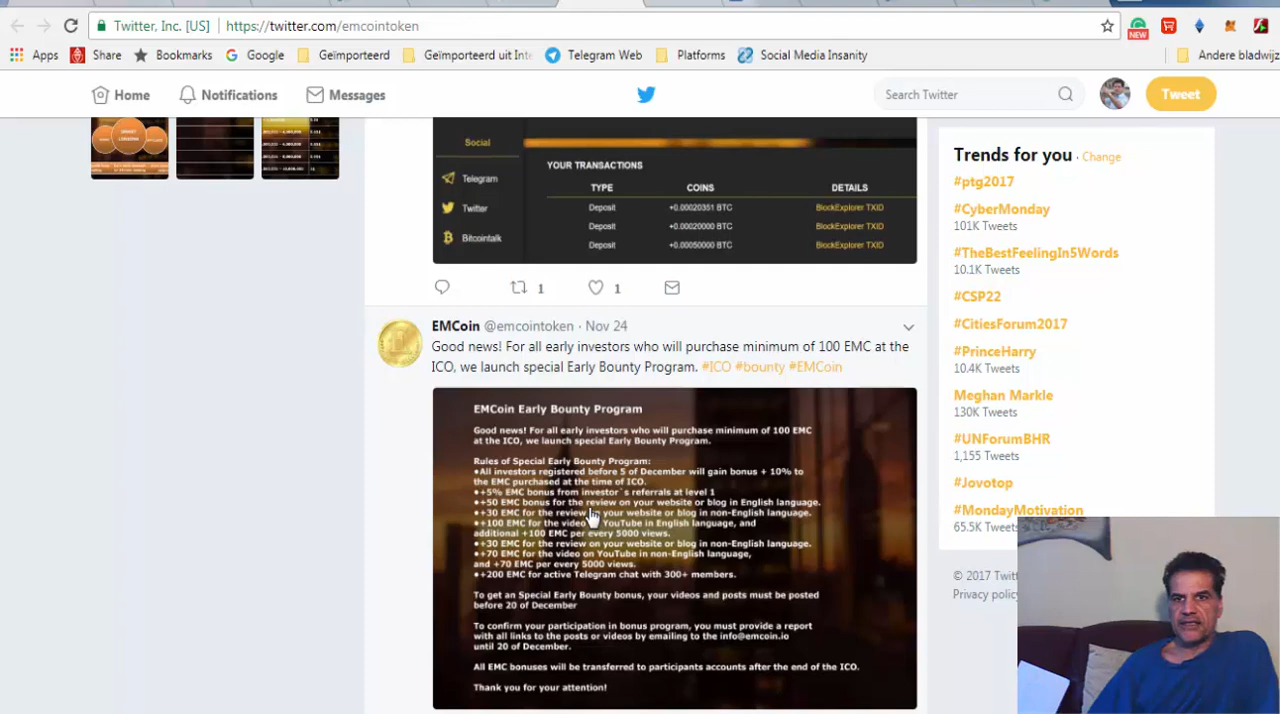 Twitter, Inc. [US]
https://twitter.com/emcointoken
NEW
Apps
Share
Bookmarks
Google
Geïmporteerd
Geïmporteerd uit Inte
Telegram Web
Platforms
Social Media Insanity
Andere bladwijz
Home
Notifications
Messages
Search Twitter
Tweet
Social
Telegram
Twitter
Bitcointalk
YOUR TRANSACTIONS
TYPE COINS DETAILS
Deposit +0.00020351 BTC BlockExplorer TXID
Deposit +0.00020000 BTC BlockExplorer TXID
Deposit +0.00050000 BTC BlockExplorer TXID
1
1
EMCoin @emcointoken · Nov 24
Good news! For all early investors who will purchase minimum of 100 EMC at the
ICO, we launch special Early Bounty Program. #ICO #bounty #EMCoin
EMCoin Early Bounty Program
Good news! For all early investors who will purchase minimum of 100 EMC
at the ICO, we launch special Early Bounty Program.
Rules of Special Early Bounty Program:
•All investors registered before 5 of December will gain bonus + 10% to
the EMC purchased at the time of ICO.
•+5% EMC bonus from investor`s referrals at level 1
•+50 EMC bonus for the review on your website or blog in English language.
•+30 EMC for the review on your website or blog in non-English language.
•+100 EMC for the video YouTube in English language, and
additional +100 EMC per every 5000 views.
•+30 EMC for the review on your website or blog in non-English language.
•+70 EMC for the video on YouTube in non-English language,
and +70 EMC per every 5000 views.
•+200 EMC for active Telegram chat with 300+ members.
To get an Special Early Bounty bonus, your videos and posts must be posted
before 20 of December
To confirm your participation in bonus program, you must provide a report
with all links to the posts or videos by emailing to the info@emcoin.io
until 20 of December.
All EMC bonuses will be transferred to participants accounts after the end of the ICO.
Thank you for your attention!
Trends for you · Change
#ptg2017
#CyberMonday
101K Tweets
#TheBestFeelingIn5Words
10.1K Tweets
#CSP22
#CitiesForum2017
#PrinceHarry
10.4K Tweets
Meghan Markle
130K Tweets
#UNForumBHR
1,155 Tweets
#Jovotop
#MondayMotivation
65.5K Tweets
© 2017 Twitt
Privacy policy